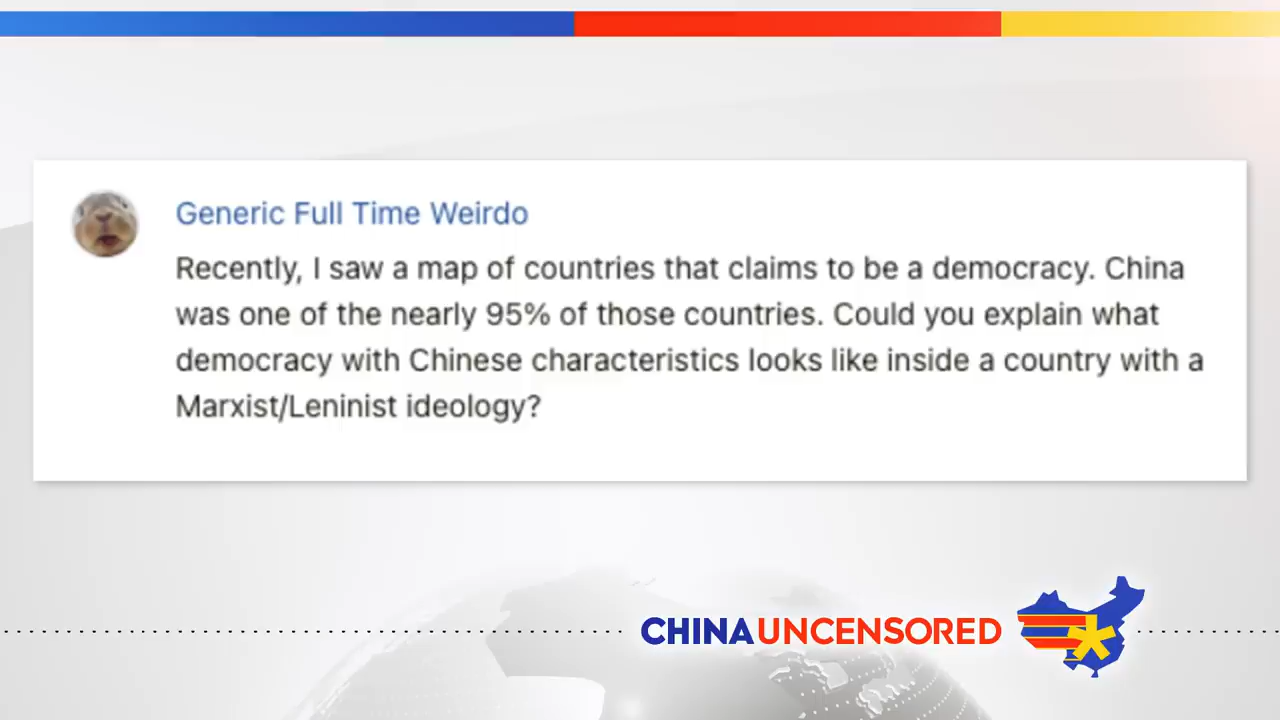 Generic Full Time Weirdo
Recently, I saw a map of countries that claims to be a democracy. China
was one of the nearly 95% of those countries. Could you explain what
democracy with Chinese characteristics looks like inside a country with a
Marxist/Leninist ideology?
CHINA UNCENSORED